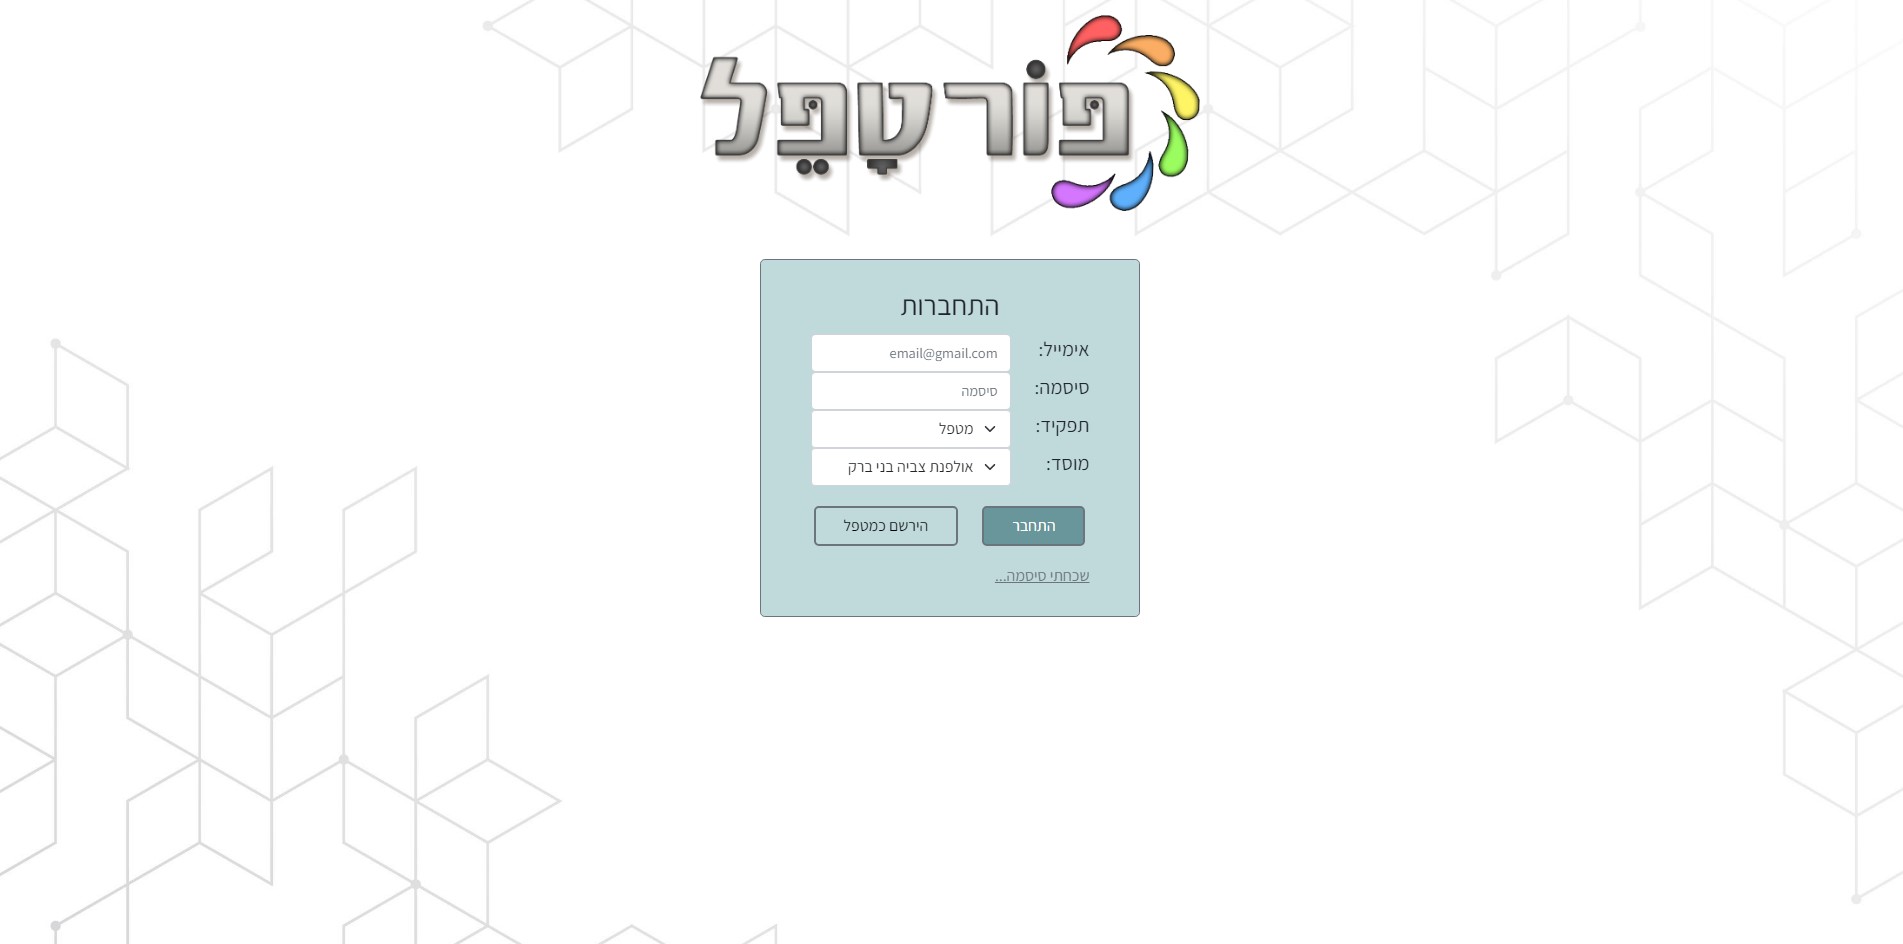 פּוֹרטָפֶּל
התחברות
אימייל: email@gmail.com
סיסמה: סיסמה
תפקיד: מטפל
מוסד: אולפנת צביה בני ברק
התחבר הירשם כמטפל
שכחתי סיסמה...